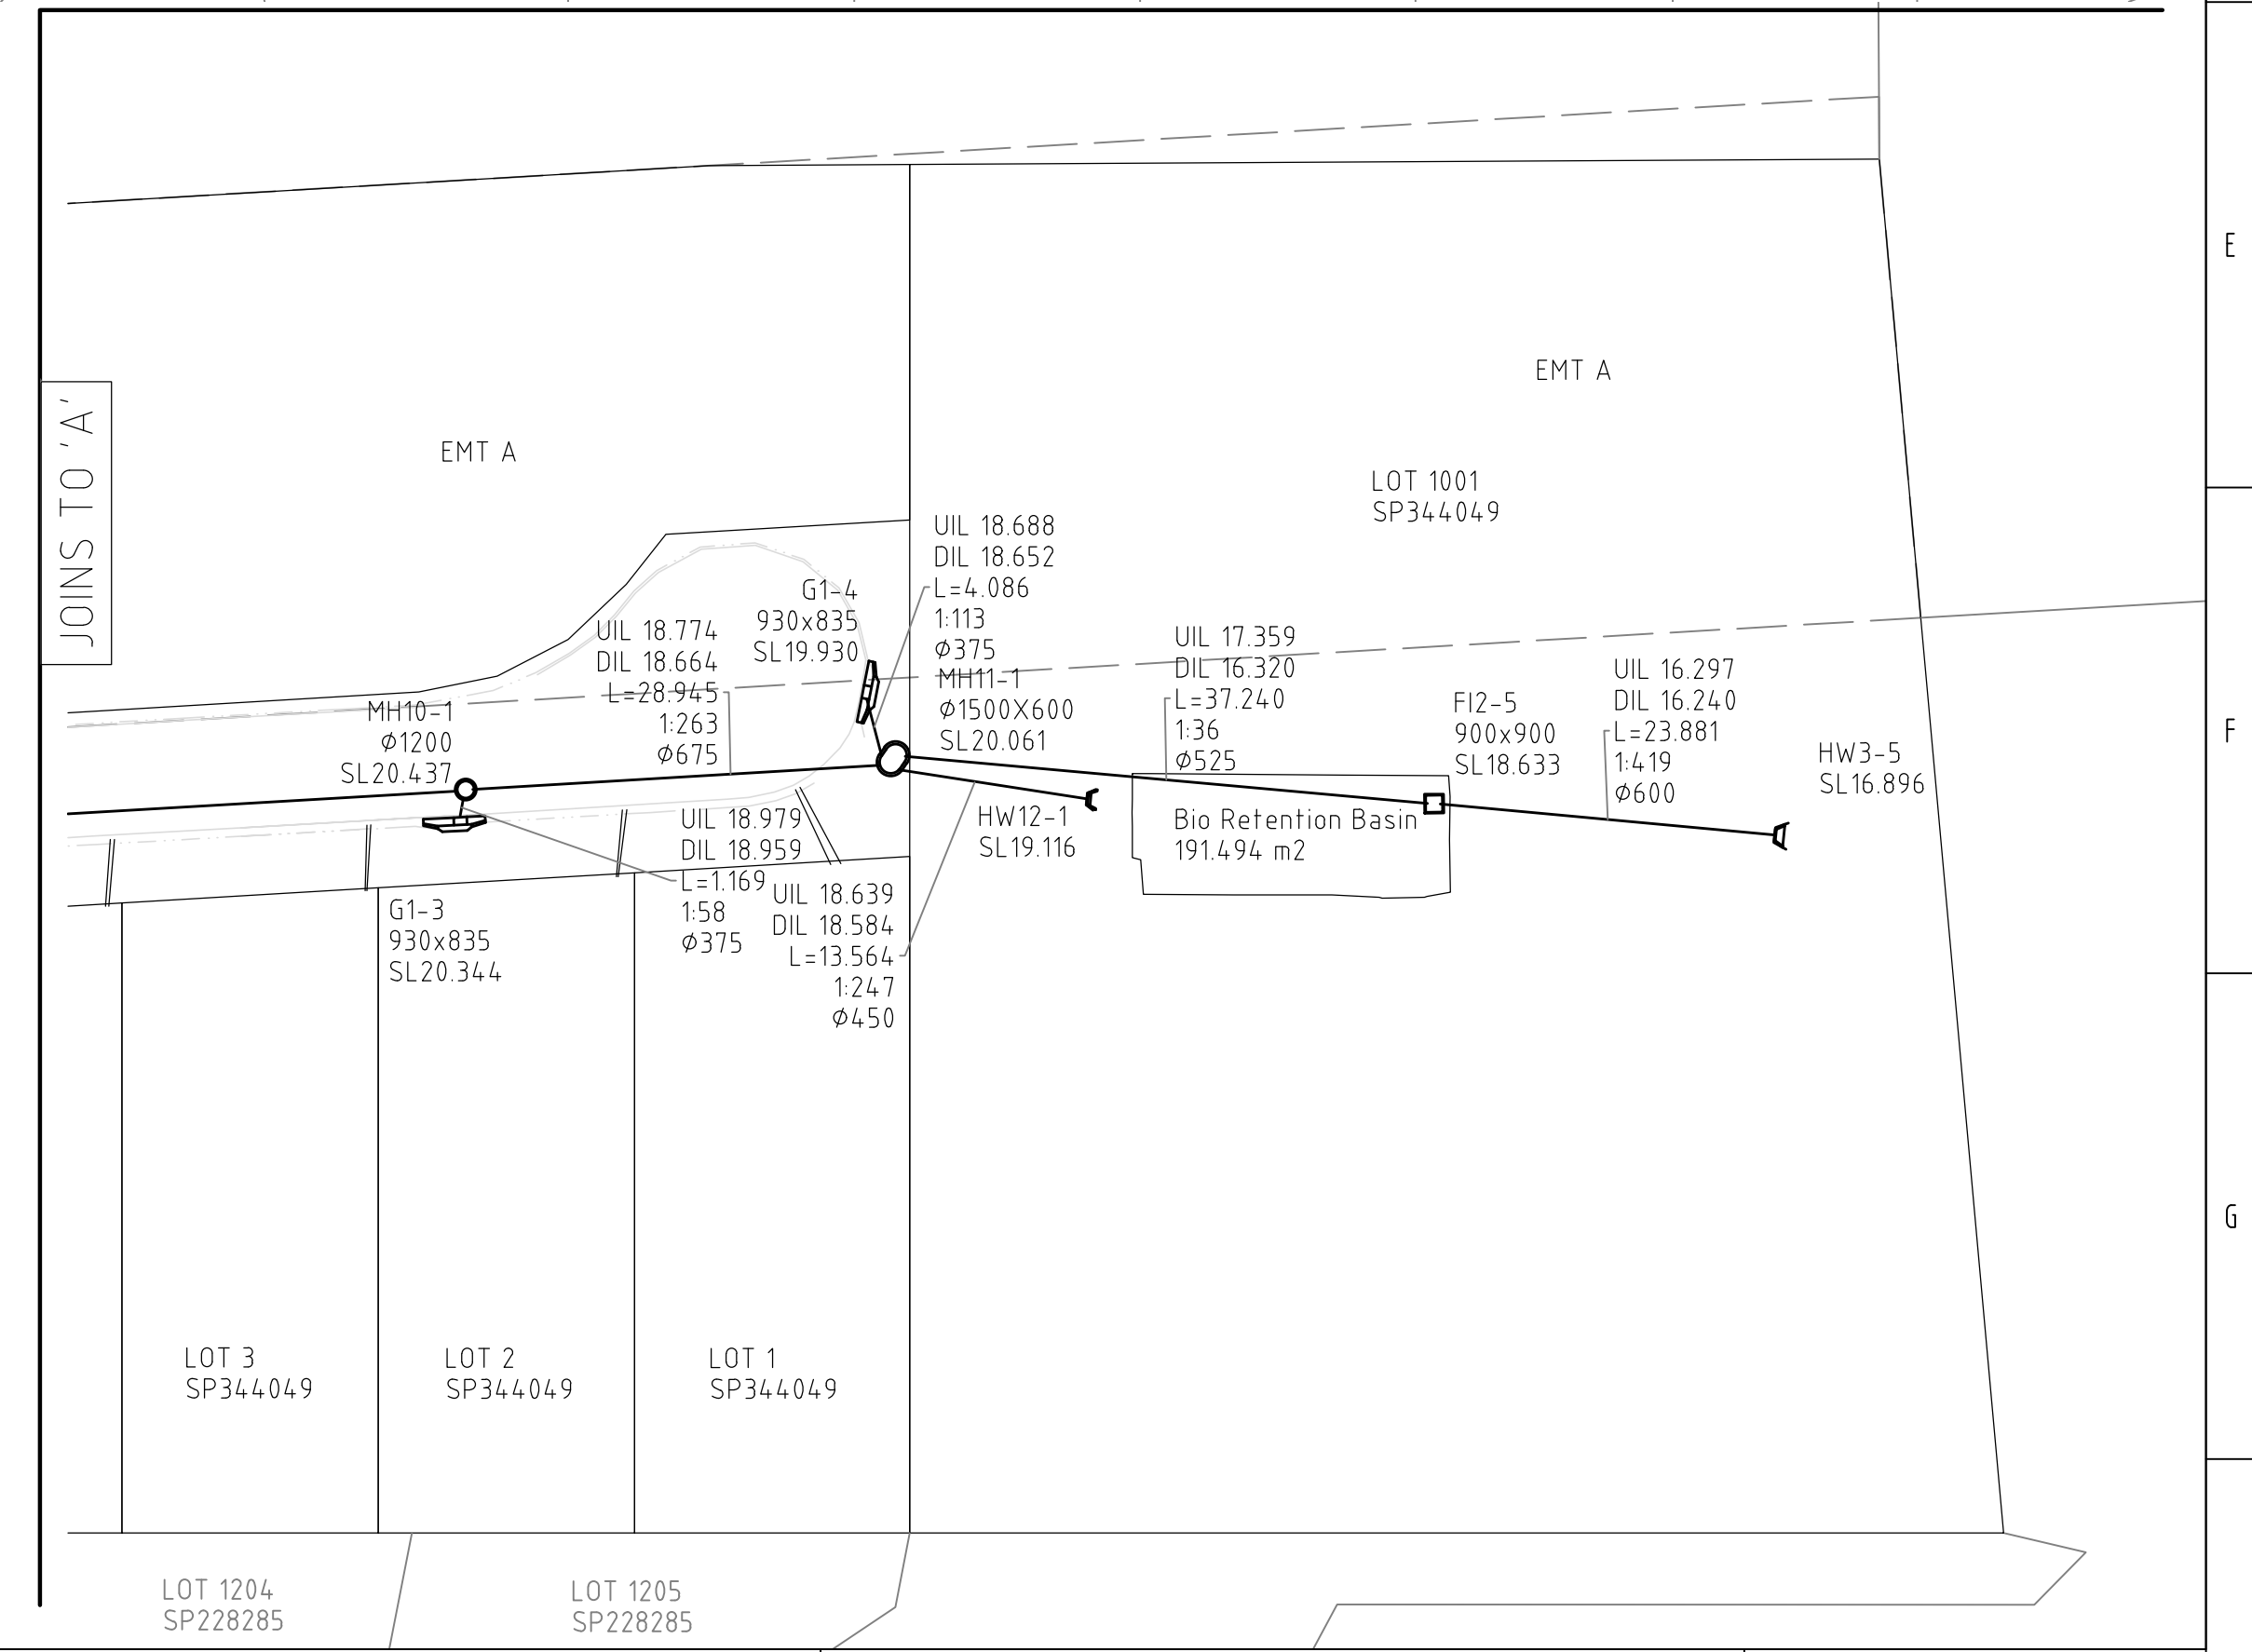 E
EMT A
JOINS TO 'A'
EMT A
LOT 1001
SP344049
UIL 18.688
DIL 18.652
L=4.086
1:113
Ø375
G1-4
930x835
SL19.930
UIL 18.774
DIL 18.664
L=28.945
1:263
Ø675
MH11-1
Ø1500X600
SL20.061
UIL 17.359
DIL 16.320
L=37.240
1:36
Ø525
FI2-5
900x900
SL18.633
UIL 16.297
DIL 16.240
L=23.881
1:419
Ø600
HW3-5
SL16.896
F
MH10-1
Ø1200
SL20.437
UIL 18.979
DIL 18.959
L=1.169
1:58
Ø375
HW12-1
SL19.116
Bio Retention Basin
191.494 m2
G1-3
930x835
SL20.344
UIL 18.639
DIL 18.584
L=13.564
1:247
Ø450
G
LOT 3
SP344049
LOT 2
SP344049
LOT 1
SP344049
LOT 1204
SP228285
LOT 1205
SP228285